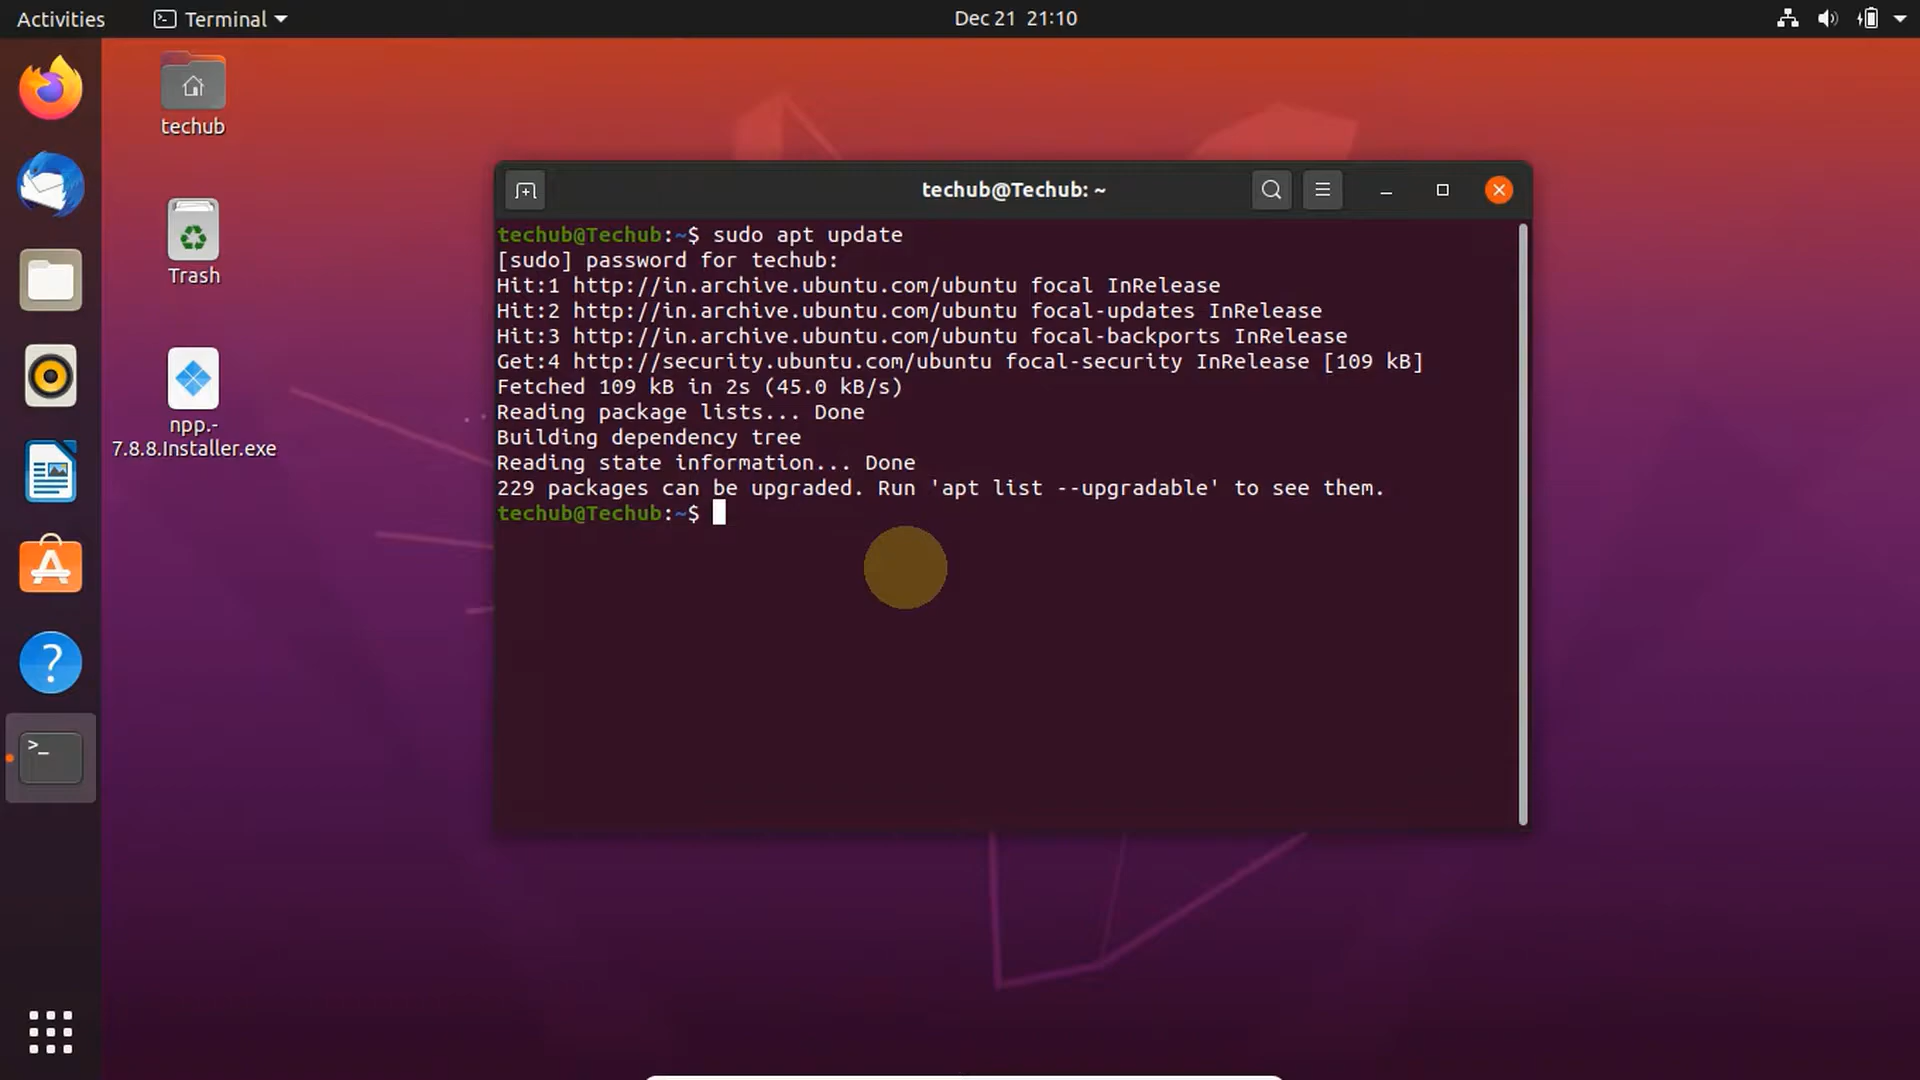 Activities
Terminal
Dec 21 21:10
techub
Trash
npp.-
7.8.8.Installer.exe
techub@Techub: ~
techub@Techub:~$ sudo apt update
[sudo] password for techub:
Hit:1 http://in.archive.ubuntu.com/ubuntu focal InRelease
Hit:2 http://in.archive.ubuntu.com/ubuntu focal-updates InRelease
Hit:3 http://in.archive.ubuntu.com/ubuntu focal-backports InRelease
Get:4 http://security.ubuntu.com/ubuntu focal-security InRelease [109 kB]
Fetched 109 kB in 2s (45.0 kB/s)
Reading package lists... Done
Building dependency tree
Reading state information... Done
229 packages can be upgraded. Run 'apt list --upgradable' to see them.
techub@Techub:~$